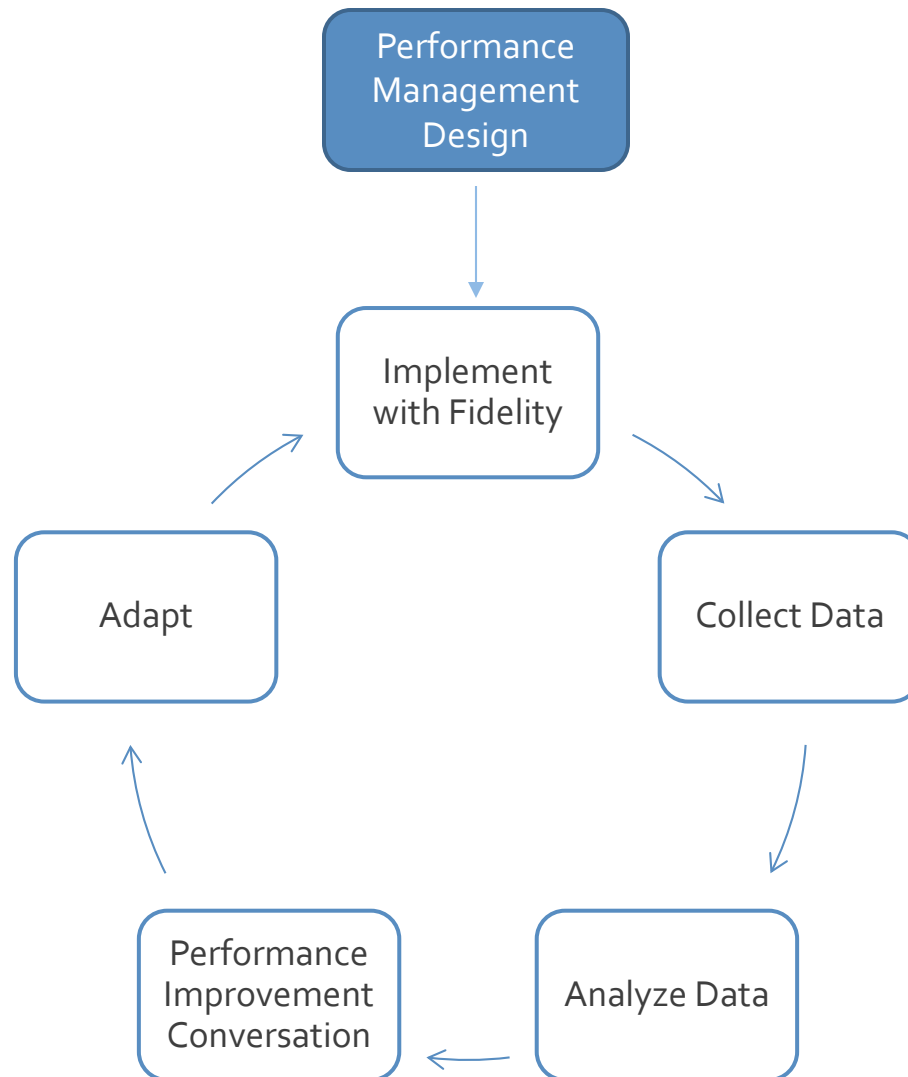 Performance
Management
Design
Implement
with Fidelity
Collect Data
Analyze Data
Performance
Improvement
Conversation
Adapt